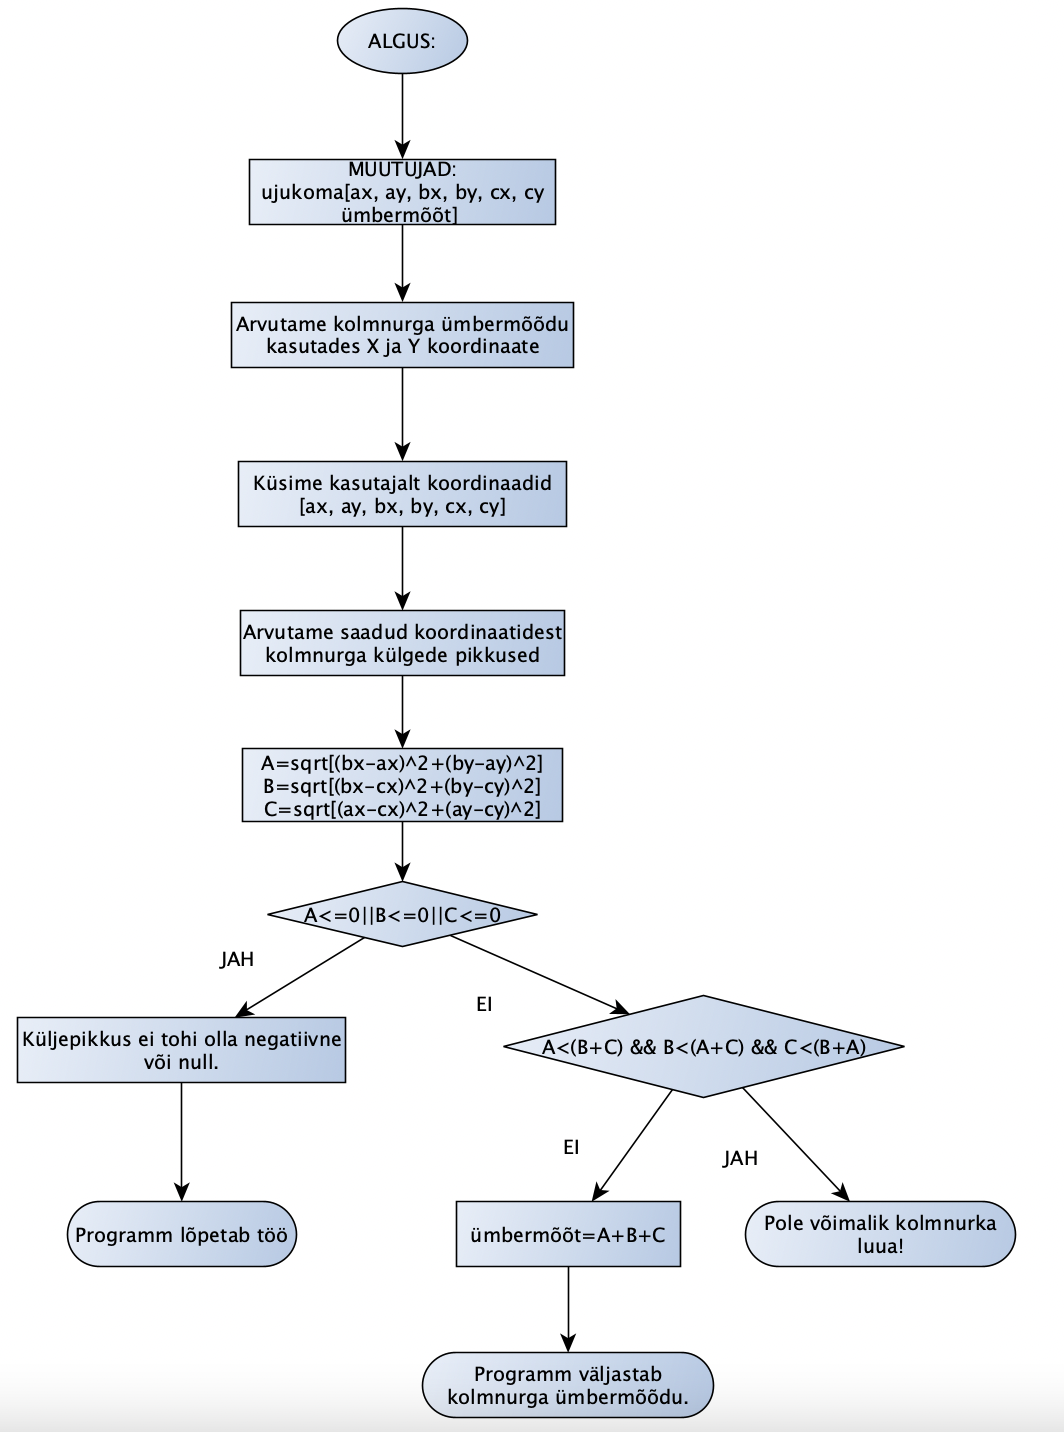 ALGUS:
MUUTUJAD:
ujukoma[ax, ay, bx, by, cx, cy
ümbermõõt]
Arvutame kolmnurga ümbermõõdu
kasutades X ja Y koordinaate
Küsime kasutajalt koordinaadid
[ax, ay, bx, by, cx, cy]
Arvutame saadud koordinaatidest
kolmnurga külgede pikkused
A=sqrt[(bx-ax)^2+(by-ay)^2]
B=sqrt[(bx-cx)^2+(by-cy)^2]
C=sqrt[(ax-cx)^2+(ay-cy)^2]
A<=0||B<=0||C<=0
JAH
EI
Küljepikkus ei tohi olla negatiivne
või null.
A<(B+C) && B<(A+C) && C<(B+A)
EI
JAH
Programm lõpetab töö
ümbermõõt=A+B+C
Pole võimalik kolmnurka
luua!
Programm väljastab
kolmnurga ümbermõõdu.